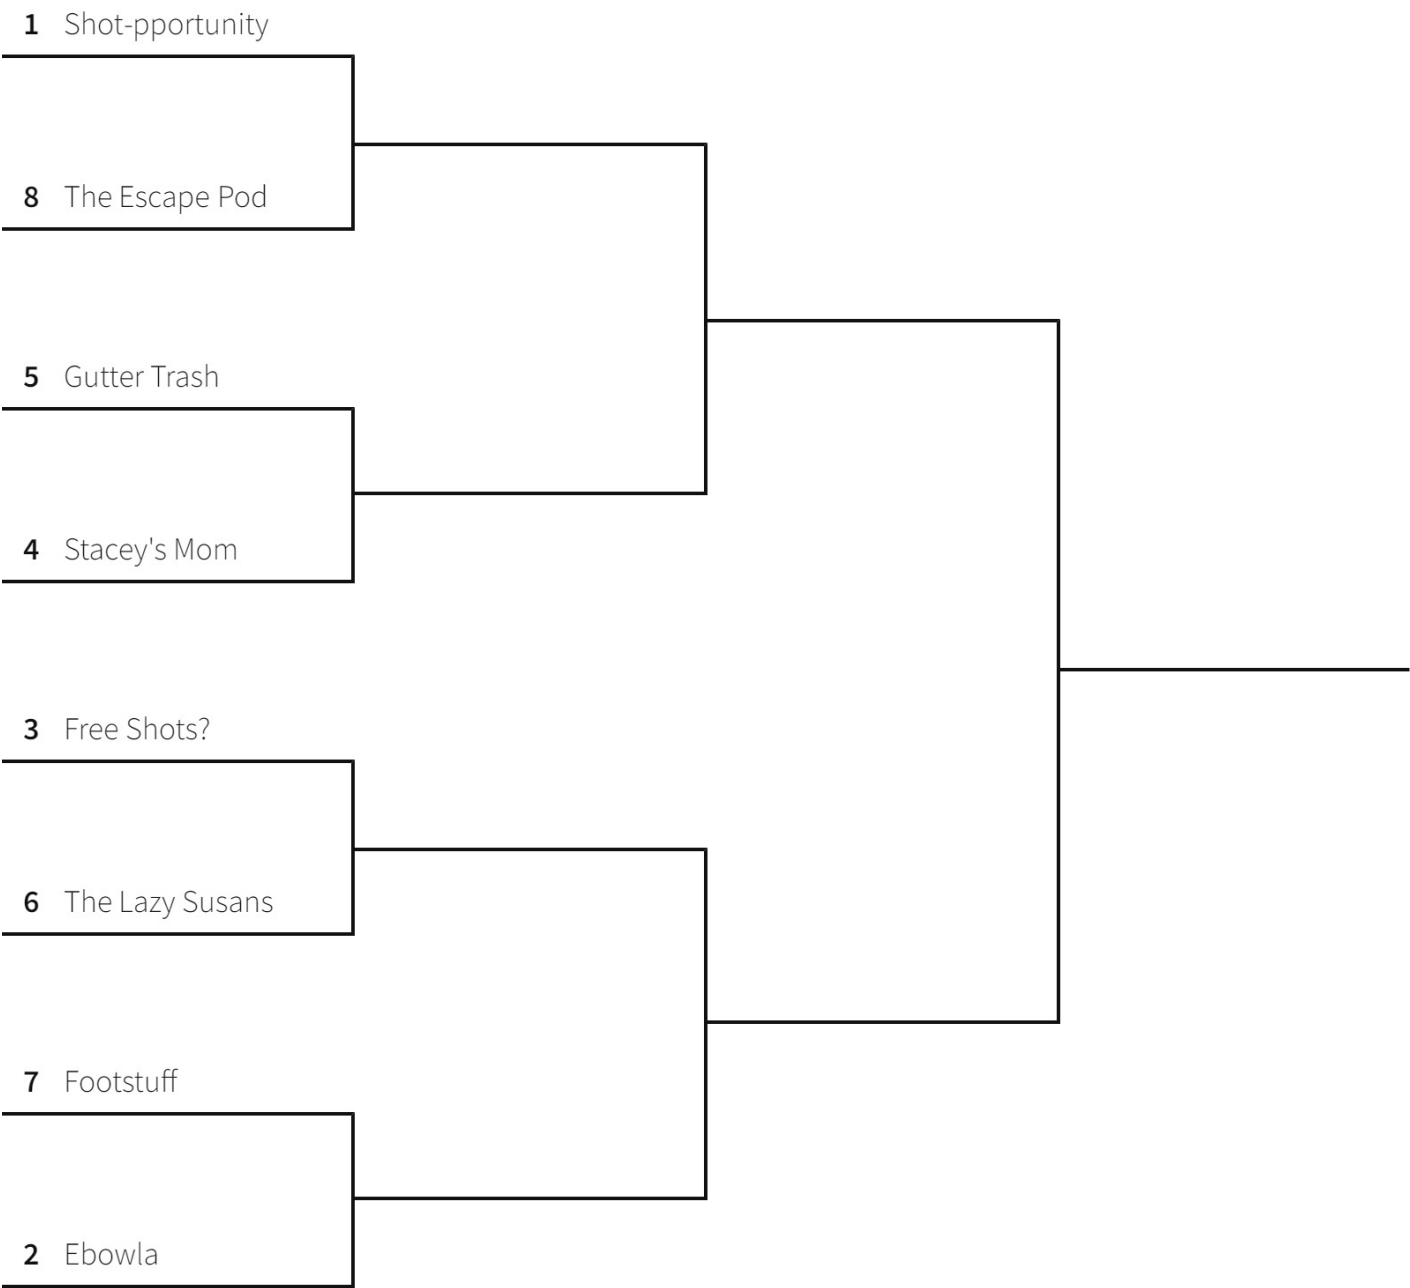 1 Shot-pportunity
8 The Escape Pod
5 Gutter Trash
4 Stacey's Mom
3 Free Shots?
6 The Lazy Susans
7 Footstuff
2 Ebowla